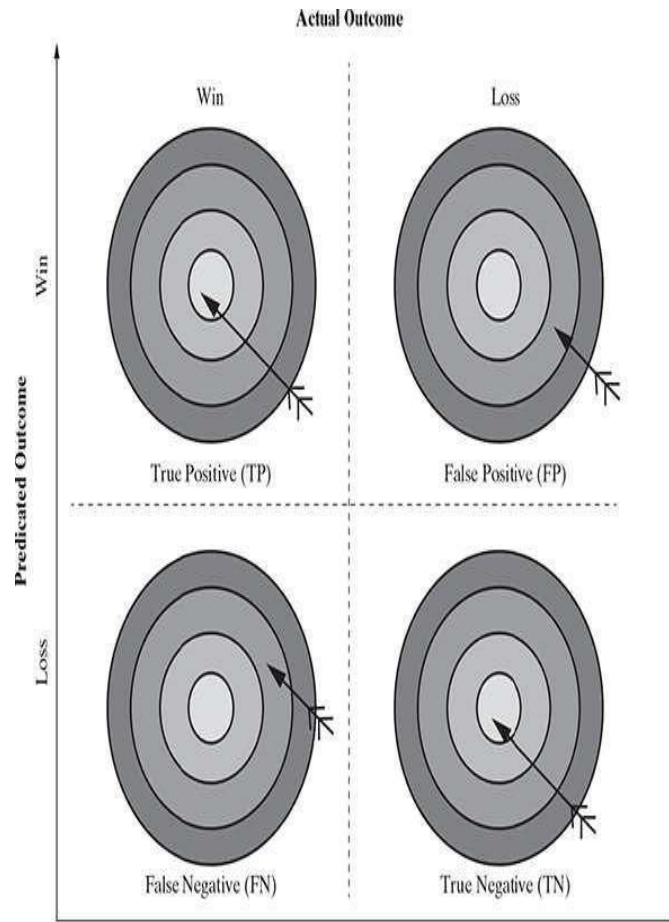 Actual Outcome
Win
Loss
Win
True Positive (TP)
False Positive (FP)
Predicated Outcome
Loss
False Negative (FN)
True Negative (TN)